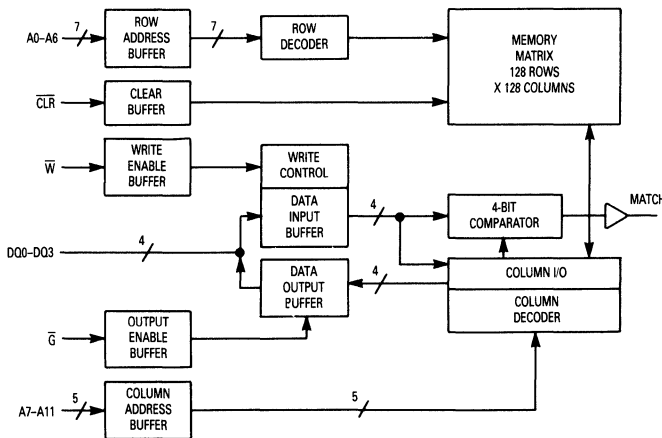 A0-A6
7
ROW
ADDRESS
BUFFER
7
ROW
DECODER
MEMORY
MATRIX
128 ROWS
X 128 COLUMNS
CLR
CLEAR
BUFFER
W
WRITE
ENABLE
BUFFER
WRITE
CONTROL
DATA
INPUT
BUFFER
4
4-BIT
COMPARATOR
MATCH
DQ0-DQ3
4
DATA
OUTPUT
BUFFER
4
COLUMN I/O
COLUMN
DECODER
G
OUTPUT
ENABLE
BUFFER
A7-A11
5
COLUMN
ADDRESS
BUFFER
5